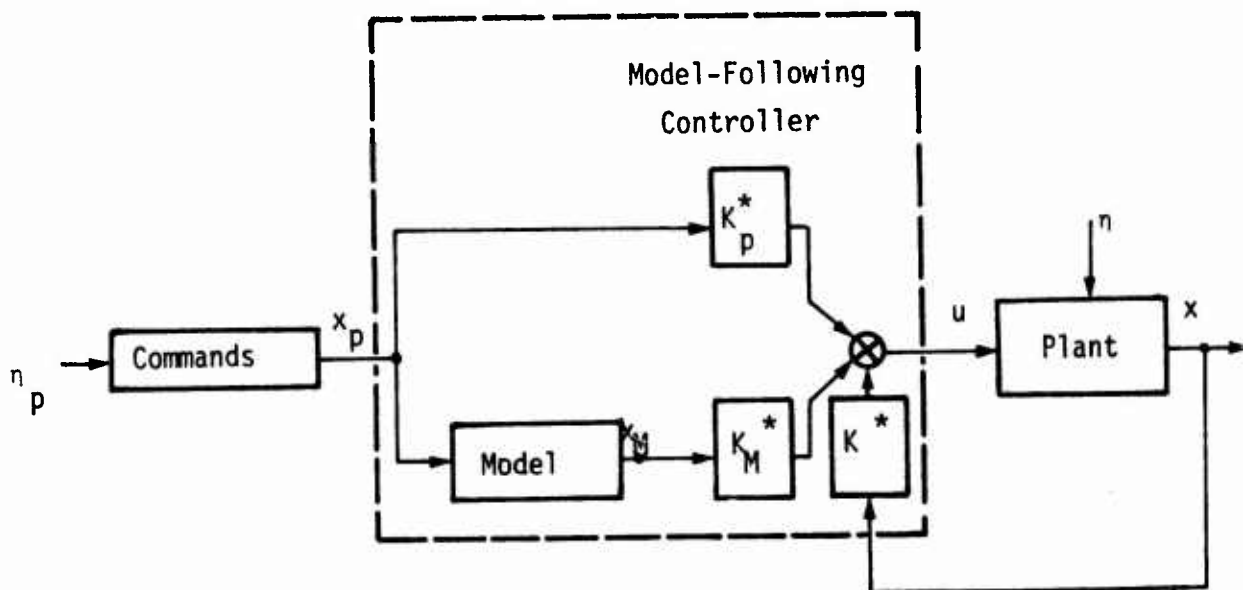 Model-Following
Controller
K*p
η
xp
u
x
Commands
Plant
ηp
Model
xM
K*M
K*